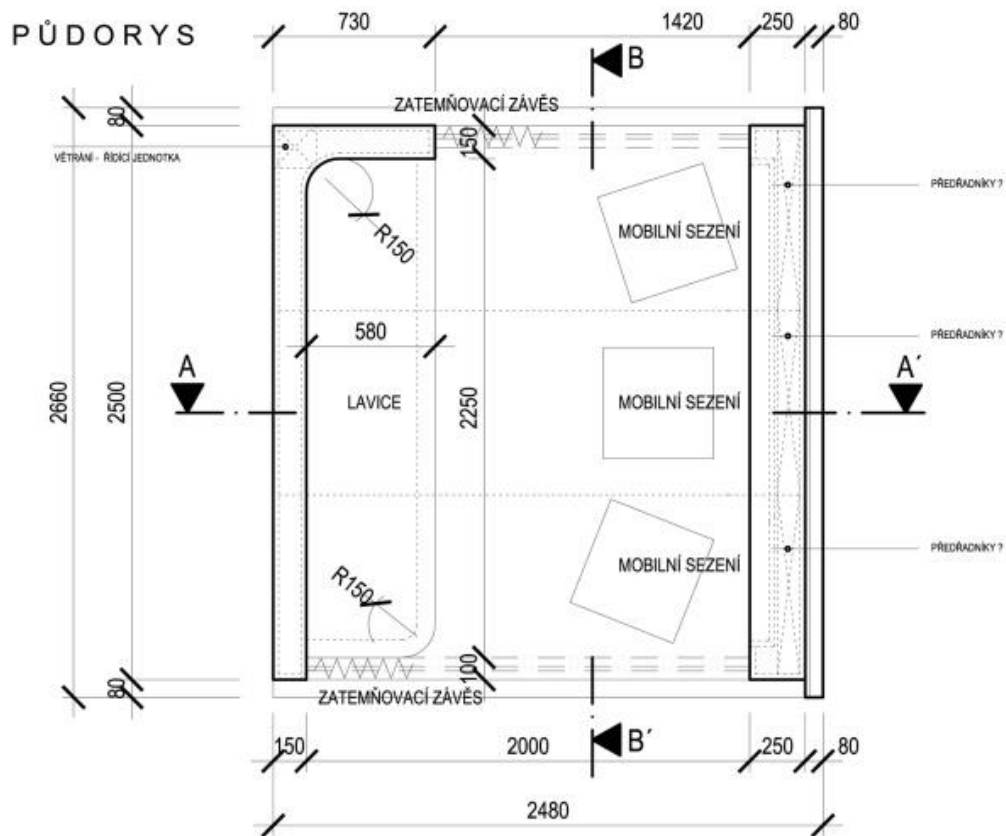 PŮDORYS
730
1420
250
80
B
ZATEMŇOVACÍ ZÁVĚS
80
150
VĚTRÁNÍ - ŘÍDÍCÍ JEDNOTKA
PŘEDŘADNÍKY ?
MOBILNÍ SEZENÍ
R150
580
PŘEDŘADNÍKY ?
A
A´
2660
2500
LAVICE
2250
MOBILNÍ SEZENÍ
R150
MOBILNÍ SEZENÍ
PŘEDŘADNÍKY ?
80
100
ZATEMŇOVACÍ ZÁVĚS
B´
150
2000
250
80
2480